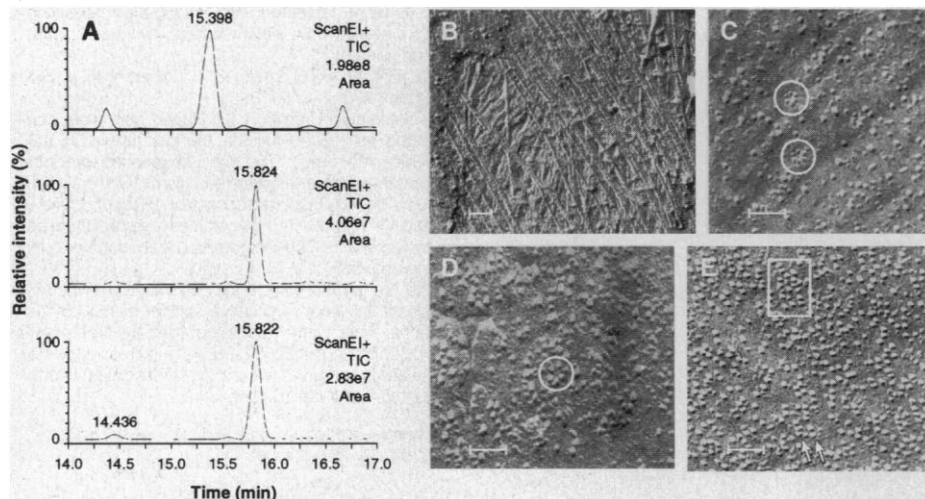 A
15.398
100
0
ScanEI+
TIC
1.98e8
Area
15.824
100
0
ScanEI+
TIC
4.06e7
Area
15.822
100
0
14.436
ScanEI+
TIC
2.83e7
Area
Relative intensity (%)
14.0 14.5 15.0 15.5 16.0 16.5 17.0
Time (min)
B
C
D
E